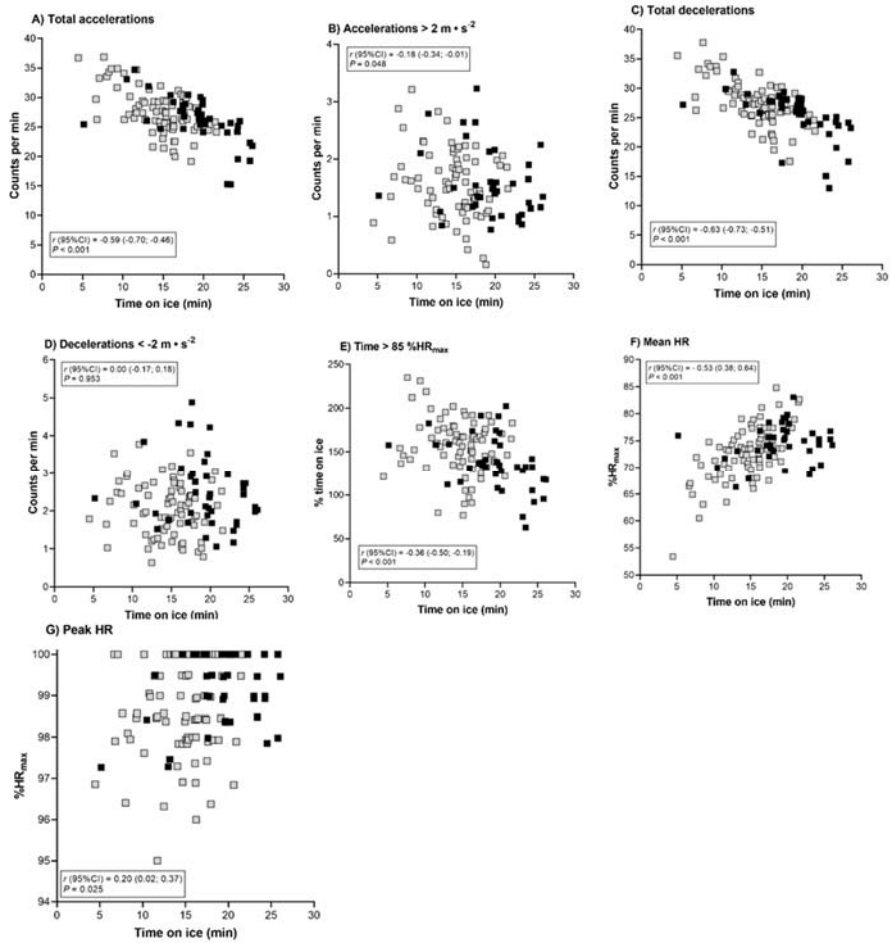 A) Total accelerations
Counts per min
40
35
30
25
20
15
10
5
0
r (95%CI) = -0.59 (-0.70; -0.46)
P < 0.001
0 5 10 15 20 25 30
Time on ice (min)
B) Accelerations > 2 m • s⁻²
r (95%CI) = -0.18 (-0.34; -0.01)
P = 0.048
Counts per min
4
3
2
1
0
0 5 10 15 20 25 30
Time on ice (min)
C) Total decelerations
Counts per min
40
35
30
25
20
15
10
5
0
r (95%CI) = -0.63 (-0.73; -0.51)
P < 0.001
0 5 10 15 20 25 30
Time on ice (min)
D) Decelerations < -2 m • s⁻²
r (95%CI) = 0.00 (-0.17; 0.18)
P = 0.953
Counts per min
6
5
4
3
2
1
0
0 5 10 15 20 25 30
Time on ice (min)
E) Time > 85 %HRmax
% time on ice
250
200
150
100
50
0
r (95%CI) = -0.36 (-0.50; -0.19)
P < 0.001
0 5 10 15 20 25 30
Time on ice (min)
F) Mean HR
r (95%CI) = - 0.53 (0.38; 0.64)
P < 0.001
%HRmax
90
85
80
75
70
65
60
55
50
0 5 10 15 20 25 30
Time on ice (min)
G) Peak HR
%HRmax
100
99
98
97
96
95
94
r (95%CI) = 0.20 (0.02; 0.37)
P = 0.025
0 5 10 15 20 25 30
Time on ice (min)